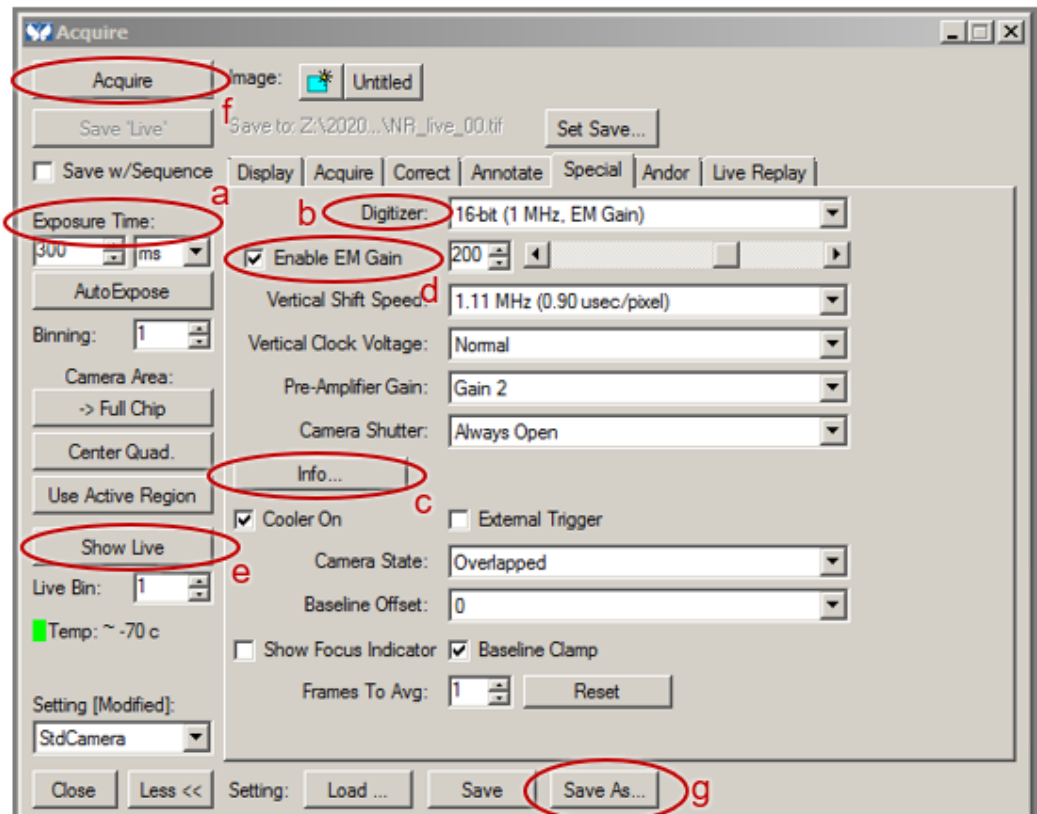 Acquire
Acquire Image: Untitled
f
Save 'Live' Save to: Z:\2020...\NR_live_00.tif Set Save...
Save w/Sequence Display Acquire Correct Annotate Special Andor Live Replay
a
Exposure Time: b Digitizer: 16-bit (1 MHz, EM Gain)
300 ms Enable EM Gain 200
d
AutoExpose Vertical Shift Speed: 1.11 MHz (0.90 usec/pixel)
Binning: 1 Vertical Clock Voltage: Normal
Camera Area: Pre-Amplifier Gain: Gain 2
-> Full Chip
Center Quad. Camera Shutter: Always Open
Info...
Use Active Region c
Cooler On External Trigger
Show Live Camera State: Overlapped
e
Live Bin: 1 Baseline Offset: 0
Temp: ~ -70 c
Show Focus Indicator Baseline Clamp
Frames To Avg: 1 Reset
Setting [Modified]:
StdCamera
Close Less << Setting: Load ... Save Save As... g